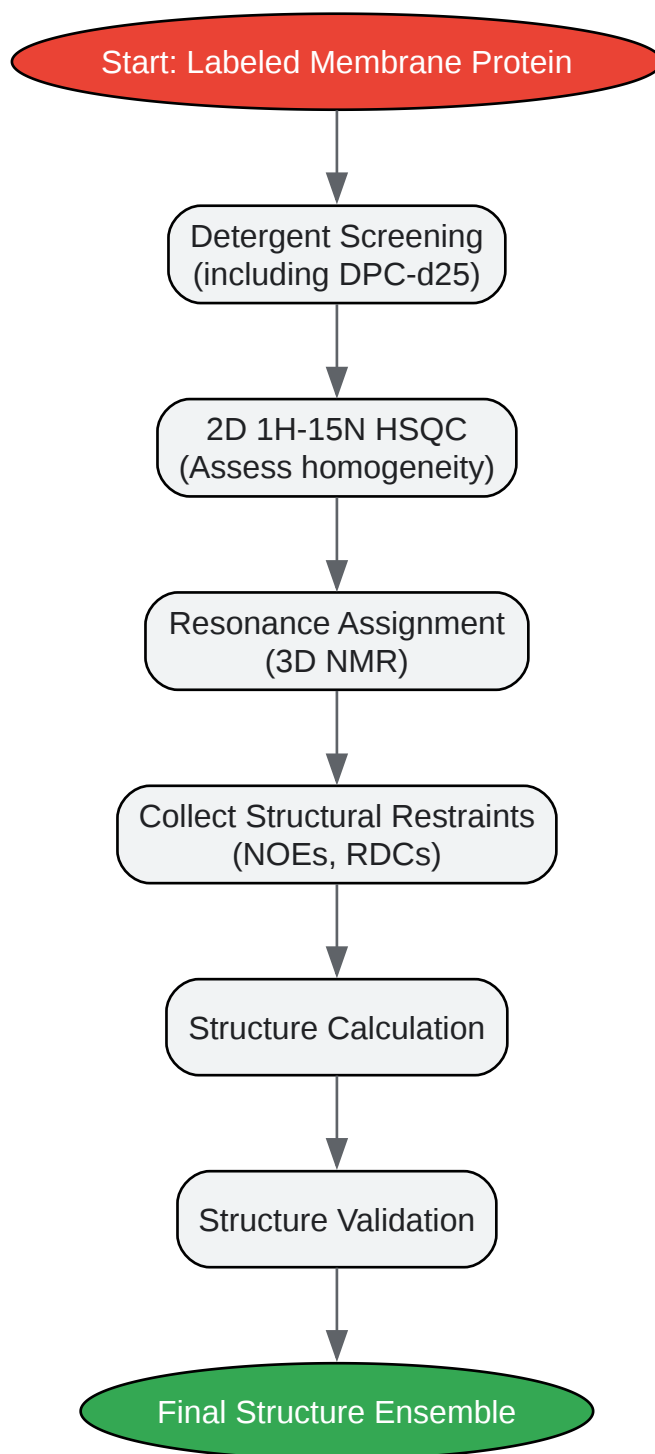 Start: Labeled Membrane Protein
Detergent Screening
(including DPC-d25)
2D 1H-15N HSQC
(Assess homogeneity)
Resonance Assignment
(3D NMR)
Collect Structural Restraints
(NOEs, RDCs)
Structure Calculation
Structure Validation
Final Structure Ensemble